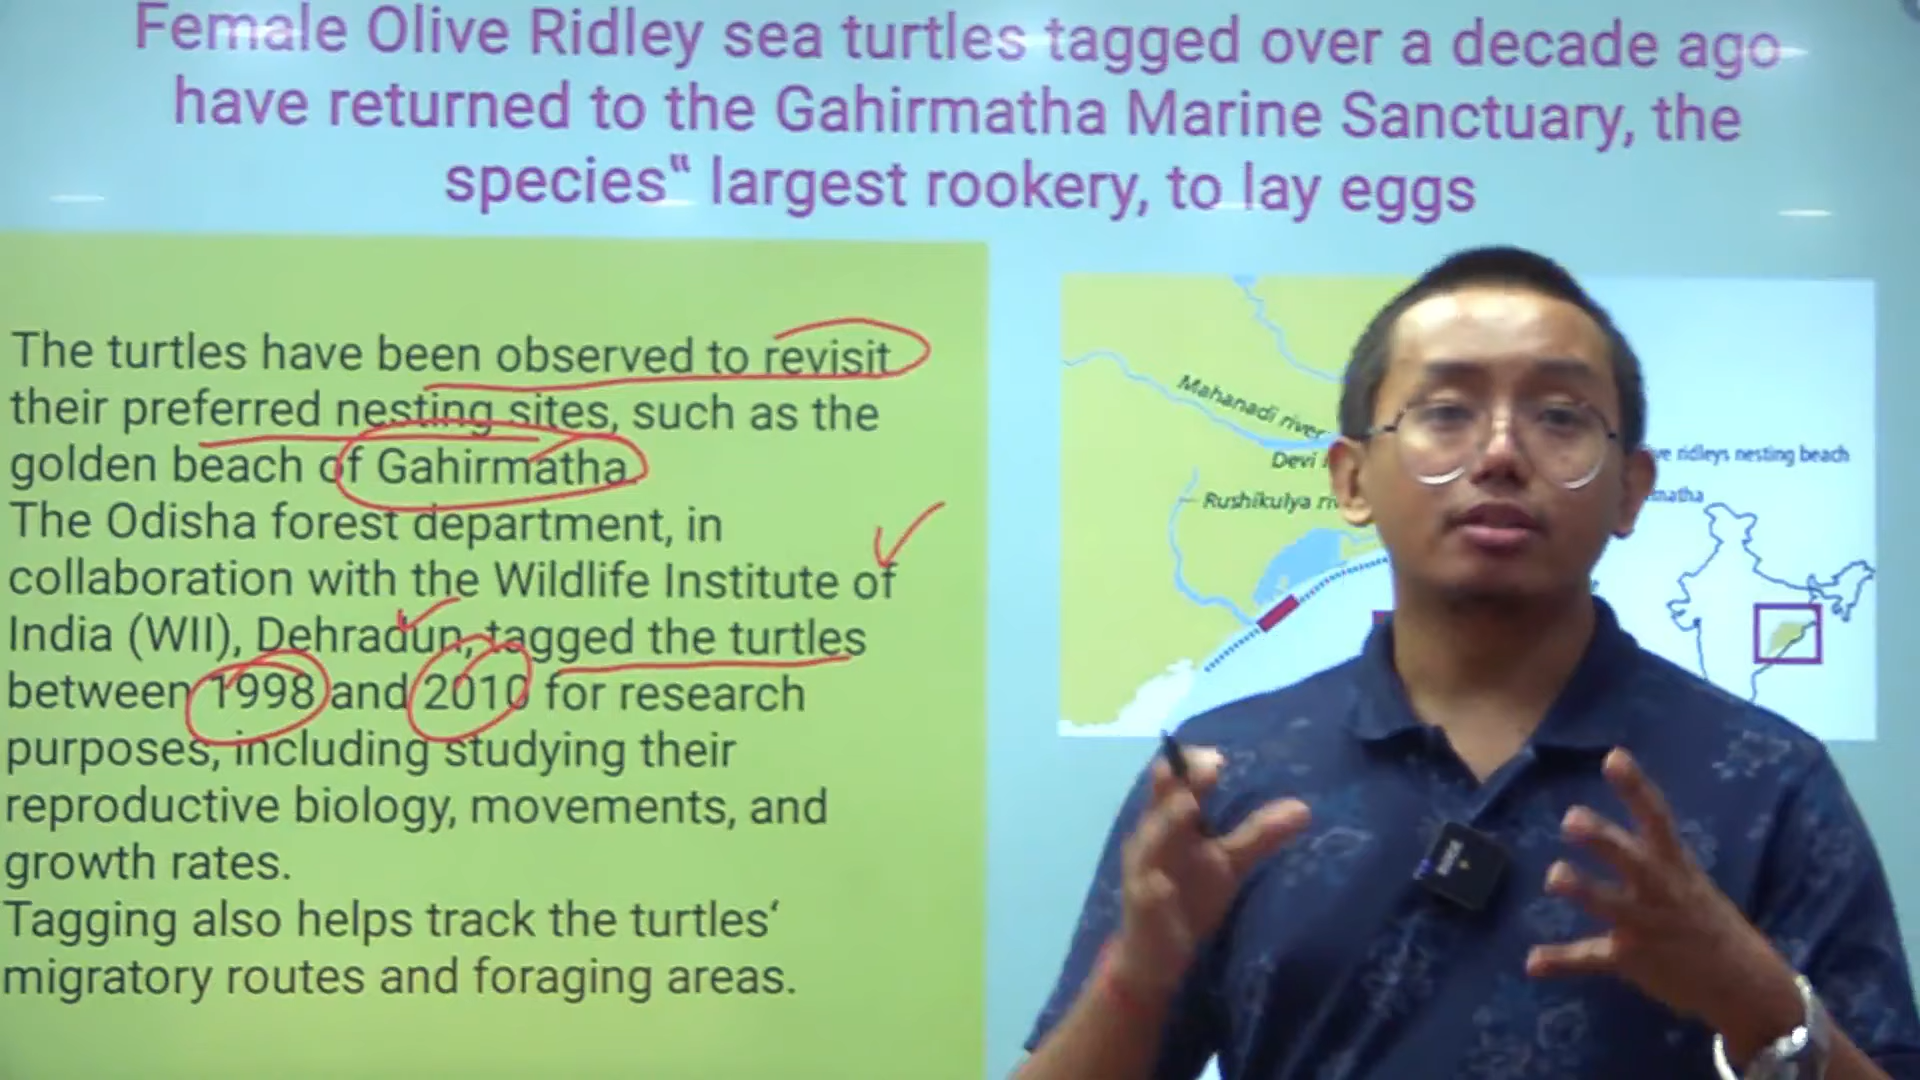 Female Olive Ridley sea turtles tagged over a decade ago
have returned to the Gahirmatha Marine Sanctuary, the
species‟ largest rookery, to lay eggs
The turtles have been observed to revisit
their preferred nesting sites, such as the
golden beach of Gahirmatha.
The Odisha forest department, in
collaboration with the Wildlife Institute of
India (WII), Dehradun, tagged the turtles
between 1998 and 2010 for research
purposes, including studying their
reproductive biology, movements, and
growth rates.
Tagging also helps track the turtles‘
migratory routes and foraging areas.
Mahanadi river
Devi
Rushikulya
ridleys nesting beach